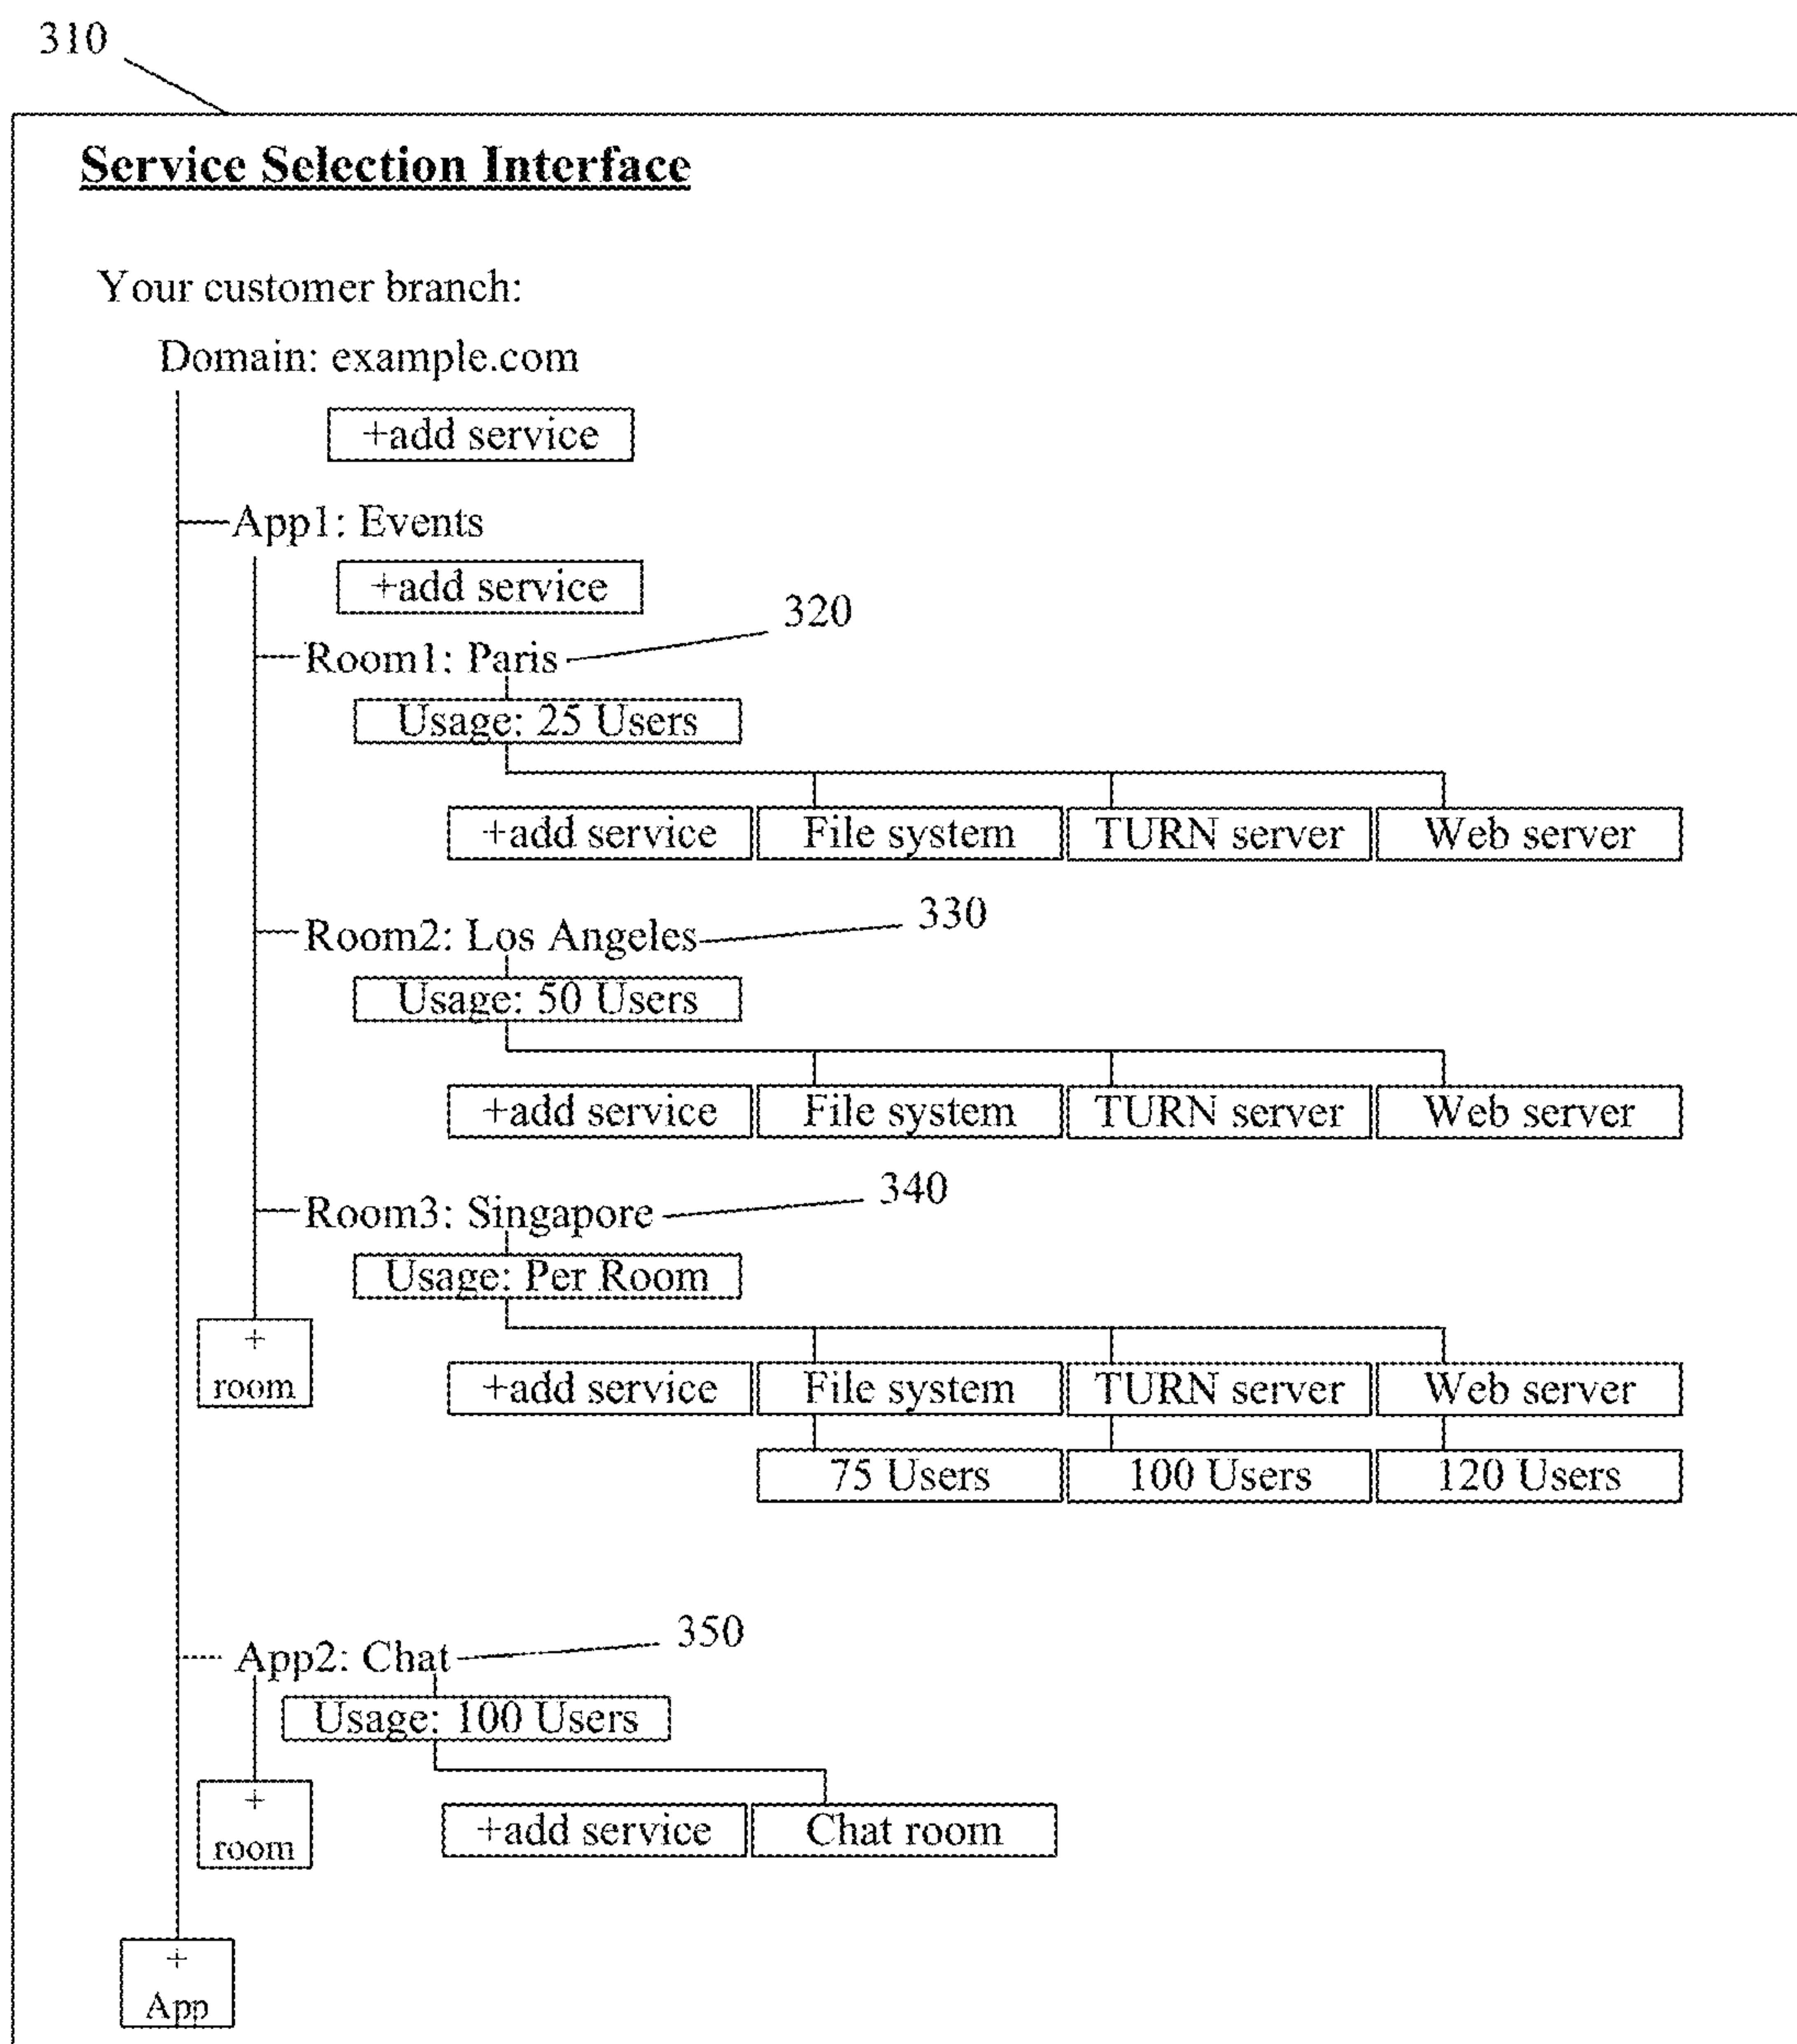 310
Service Selection Interface
Your customer branch:
Domain: example.com
+add service
App1: Events
+add service
320
Room1: Paris
Usage: 25 Users
+add service File system TURN server Web server
330
Room2: Los Angeles
Usage: 50 Users
+add service File system TURN server Web server
340
Room3: Singapore
Usage: Per Room
+
room
+add service File system TURN server Web server
75 Users 100 Users 120 Users
350
App2: Chat
Usage: 100 Users
+
room
+add service Chat room
+
App